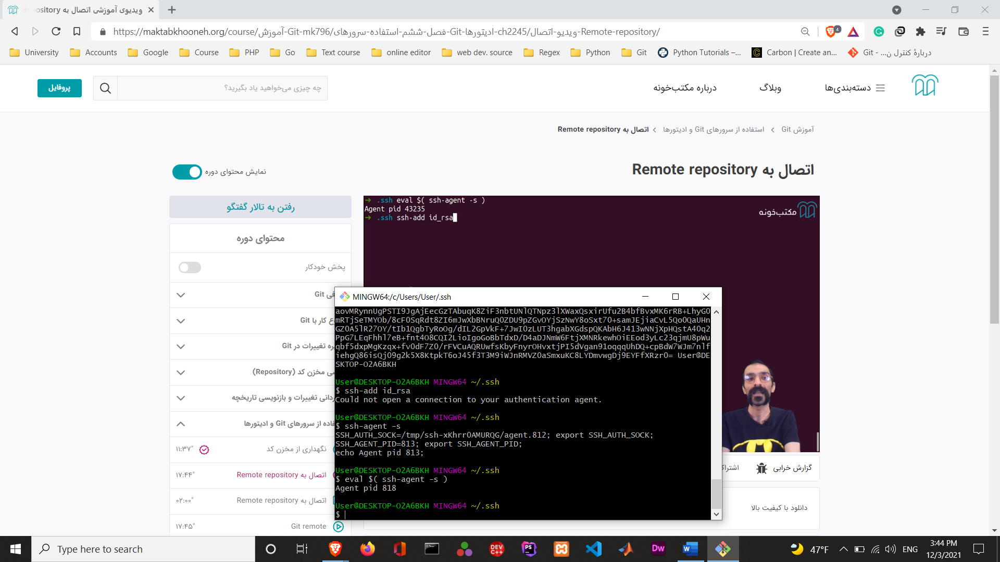 ویدیوی آموزشی اتصال به repository
https://maktabkhooneh.org/course/آموزش-Git-mk796/فصل-ششم-استفاده-سرورهای-Git-ادیتورها-ch2245/ویدیو-اتصال-Remote-repository/
4
University
Accounts
Google
Course
PHP
Go
Text course
online editor
web dev. source
Regex
Python
Git
Python Tutorials –...
Carbon | Create an...
Git - دربارهٔ کنترل ن...
دسته‌بندی‌ها
وبلاگ
درباره مکتب‌خونه
چه چیزی می‌خواهید یاد بگیرید؟
پروفایل
آموزش Git
استفاده از سرورهای Git و ادیتورها
اتصال به Remote repository
اتصال به Remote repository
نمایش محتوای دوره
رفتن به تالار گفتگو
محتوای دوره
پخش خودکار
Git
ع کار با Git
تغییرات در Git
مخزن کد (Repository)
تغییرات و بازنویسی تاریخچه
از سرورهای Git و ادیتورها
نگهداری از مخزن کد
۱۱:۳۷"
اتصال به Remote repository
۱۷:۴۴"
اتصال به Remote repository
۰۲:۰۰"
Git remote
۱۷:۴۵"
➜ .ssh eval $( ssh-agent -s )
Agent pid 43235
➜ .ssh ssh-add id_rsa
مکتب‌خونه
MINGW64:/c/Users/User/.ssh
aovMRynnUgPSTI9JgAjEecGzTAbuqK8ZiF3nbtUNlQTNpz3lXWaxQsxirUfu2B4bfBvxMK6rRB+LhyGO
mRTjSeTMYOb/8cFOSqRdt8ZI6mJwXbBNruQ0ZDU9pZGvOYjSzNwY8oSxt7O+samJEjiaCvL5QoOQaUHn
GZOA5lR27OY/tIb1QgbTyRoOg/dIL2GpVkF+7JwIOzLUT3hgabXGdspQKAbH6J413wNNjXpHQstA4Oq2
PpG7LEqFhhl7eB+fnt4O8CQI2LioIgoGoBbTdxD/D4aDJNmW6FtjXMNRkewhOiEEod3yLc23qjmU8pWu
qbf5dxpMgKzqx+fvOdF7ZO/rFVCuAQRUwfsKbyFnyrOHvxtjPI5dVgan91oqqqUhDQ+cpBdW7WJm7nlf
iehgQ86isQjO9g2k5X8KtpkT6oJ45f3T3M9iWJnRMVZOaSmxuKC8LYDmvwgDj9EYFfXRzrO= User@DE
SKTOP-O2A6BKH
User@DESKTOP-O2A6BKH MINGW64 ~/.ssh
$ ssh-add id_rsa
Could not open a connection to your authentication agent.
User@DESKTOP-O2A6BKH MINGW64 ~/.ssh
$ ssh-agent -s
SSH_AUTH_SOCK=/tmp/ssh-xKhrrOAMURQG/agent.812; export SSH_AUTH_SOCK;
SSH_AGENT_PID=813; export SSH_AGENT_PID;
echo Agent pid 813;
User@DESKTOP-O2A6BKH MINGW64 ~/.ssh
$ eval $( ssh-agent -s )
Agent pid 818
User@DESKTOP-O2A6BKH MINGW64 ~/.ssh
$
گزارش خرابی
دانلود با کیفیت بالا
Type here to search
47°F
ENG
3:44 PM
12/3/2021